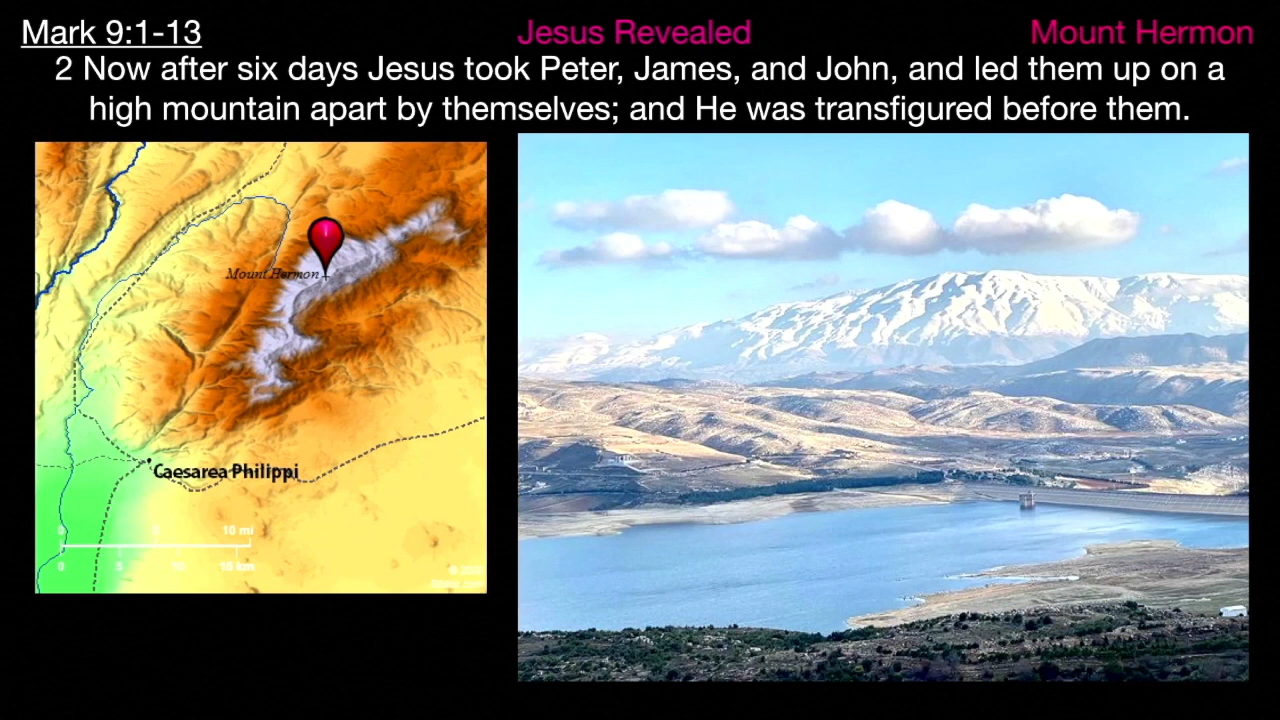 Mark 9:1-13
Jesus Revealed
Mount Hermon
2 Now after six days Jesus took Peter, James, and John, and led them up on a
high mountain apart by themselves; and He was transfigured before them.
Mount Hermon
Caesarea Philippi
10 mi
0 5